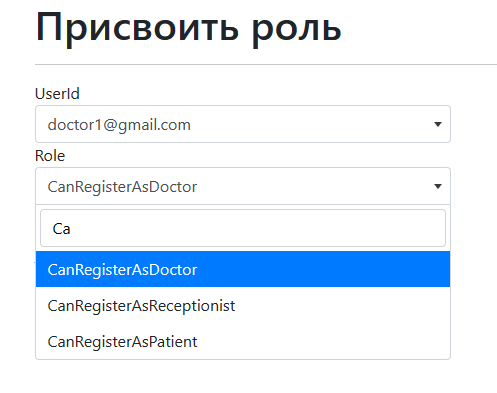 Присвоить роль
UserId
doctor1@gmail.com
Role
CanRegisterAsDoctor
Ca
CanRegisterAsDoctor
CanRegisterAsReceptionist
CanRegisterAsPatient